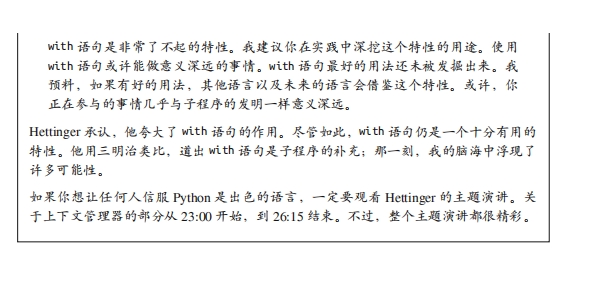 with 语句是非常了不起的特性。我建议你在实践中深挖这个特性的用途。使用
with 语句或许能做意义深远的事情。with 语句最好的用法还未被发掘出来。我
预料，如果有好的用法，其他语言以及未来的语言会借鉴这个特性。或许，你
正在参与的事情几乎与子程序的发明一样意义深远。
Hettinger 承认，他夸大了 with 语句的作用。尽管如此，with 语句仍是一个十分有用的
特性。他用三明治类比，道出 with 语句是子程序的补充；那一刻，我的脑海中浮现了
许多可能性。
如果你想让任何人信服 Python 是出色的语言，一定要观看 Hettinger 的主题演讲。关
于上下文管理器的部分从 23:00 开始，到 26:15 结束。不过，整个主题演讲都很精彩。